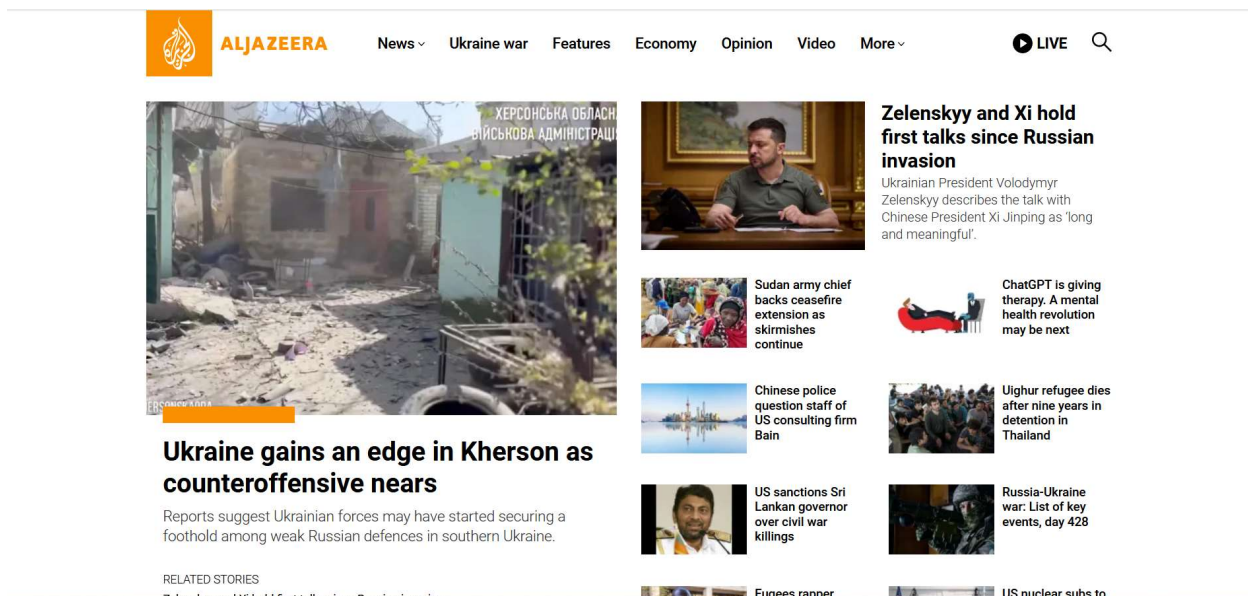 ALJAZEERA
News
Ukraine war
Features
Economy
Opinion
Video
More
LIVE
ХЕРСОНСЬКА ОБЛАСН
ВІЙСЬКОВА АДМІНІСТРАЦІ
Ukraine gains an edge in Kherson as
counteroffensive nears
Reports suggest Ukrainian forces may have started securing a
foothold among weak Russian defences in southern Ukraine.
RELATED STORIES
Zelenskyy and Xi hold
first talks since Russian
invasion
Ukrainian President Volodymyr
Zelenskyy describes the talk with
Chinese President Xi Jinping as ‘long
and meaningful’.
Sudan army chief
backs ceasefire
extension as
skirmishes
continue
ChatGPT is giving
therapy. A mental
health revolution
may be next
Chinese police
question staff of
US consulting firm
Bain
Uighur refugee dies
after nine years in
detention in
Thailand
US sanctions Sri
Lankan governor
over civil war
killings
Russia-Ukraine
war: List of key
events, day 428
Fugees rapper
US nuclear subs to